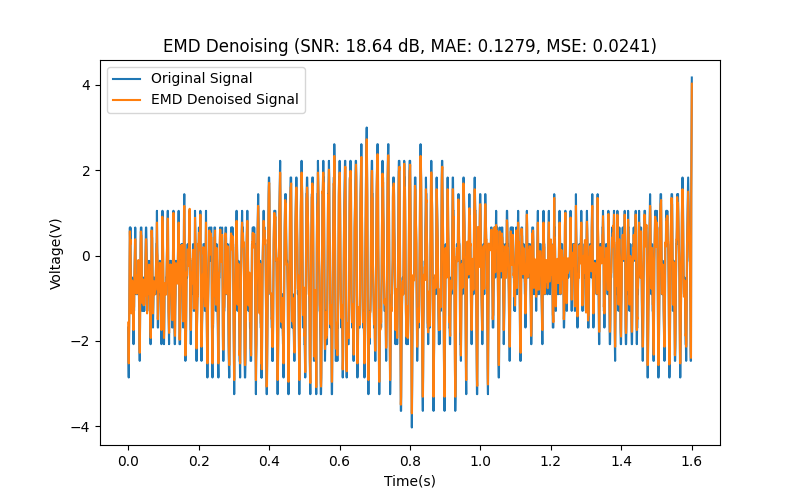 EMD Denoising (SNR: 18.64 dB, MAE: 0.1279, MSE: 0.0241)
Original Signal
EMD Denoised Signal
4
2
0
−2
−4
Voltage(V)
0.0 0.2 0.4 0.6 0.8 1.0 1.2 1.4 1.6
Time(s)